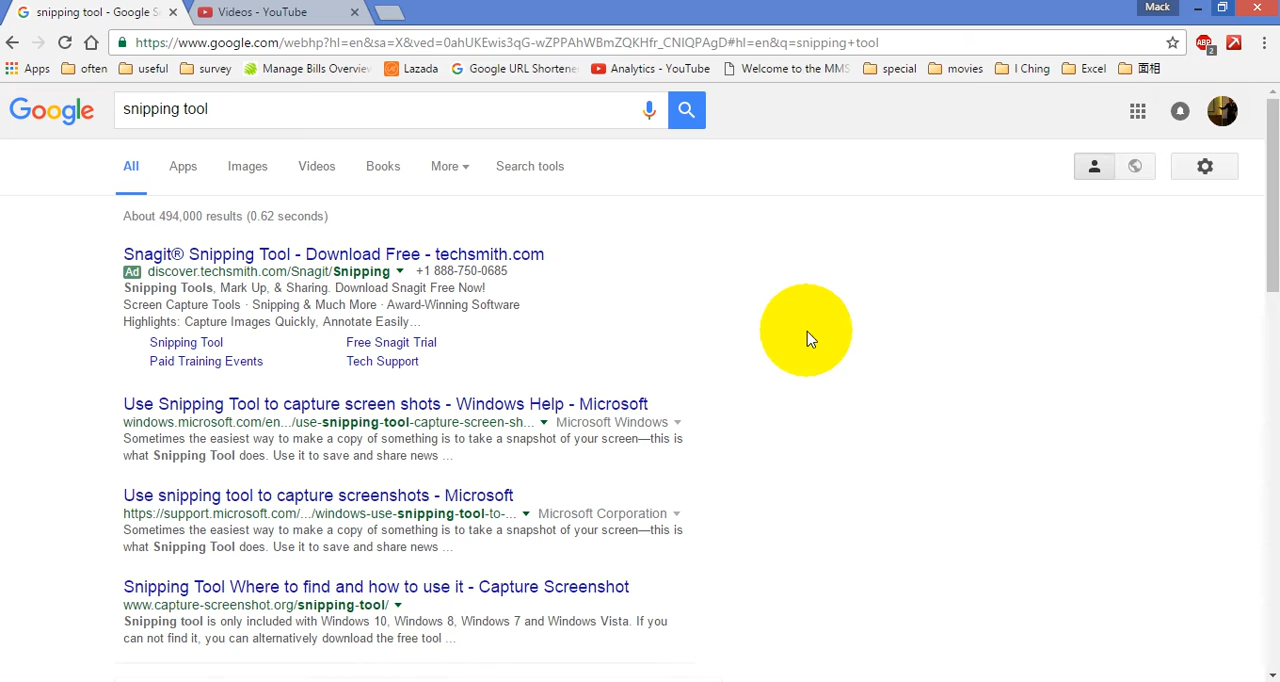 snipping tool - Google S
Videos - YouTube
Mack
https://www.google.com/webhp?hl=en&sa=X&ved=0ahUKEwis3qG-wZPPAhWBmZQKHfr_CNIQPAgD#hl=en&q=snipping+tool
ABP
2
Apps
often
useful
survey
Manage Bills Overvie
Lazada
Google URL Shortene
Analytics - YouTube
Welcome to the MMS
special
movies
I Ching
Excel
面相
Google
snipping tool
All
Apps
Images
Videos
Books
More
Search tools
About 494,000 results (0.62 seconds)
Snagit® Snipping Tool - Download Free - techsmith.com
Ad discover.techsmith.com/Snagit/Snipping +1 888-750-0685
Snipping Tools, Mark Up, & Sharing. Download Snagit Free Now!
Screen Capture Tools · Snipping & Much More · Award-Winning Software
Highlights: Capture Images Quickly, Annotate Easily…
Snipping Tool
Free Snagit Trial
Paid Training Events
Tech Support
Use Snipping Tool to capture screen shots - Windows Help - Microsoft
windows.microsoft.com/en.../use-snipping-tool-capture-screen-sh... Microsoft Windows
Sometimes the easiest way to make a copy of something is to take a snapshot of your screen—this is
what Snipping Tool does. Use it to save and share news ...
Use snipping tool to capture screenshots - Microsoft
https://support.microsoft.com/.../windows-use-snipping-tool-to-... Microsoft Corporation
Sometimes the easiest way to make a copy of something is to take a snapshot of your screen—this is
what Snipping Tool does. Use it to save and share news ...
Snipping Tool Where to find and how to use it - Capture Screenshot
www.capture-screenshot.org/snipping-tool/
Snipping tool is only included with Windows 10, Windows 8, Windows 7 and Windows Vista. If you
can not find it, you can alternatively download the free tool ...